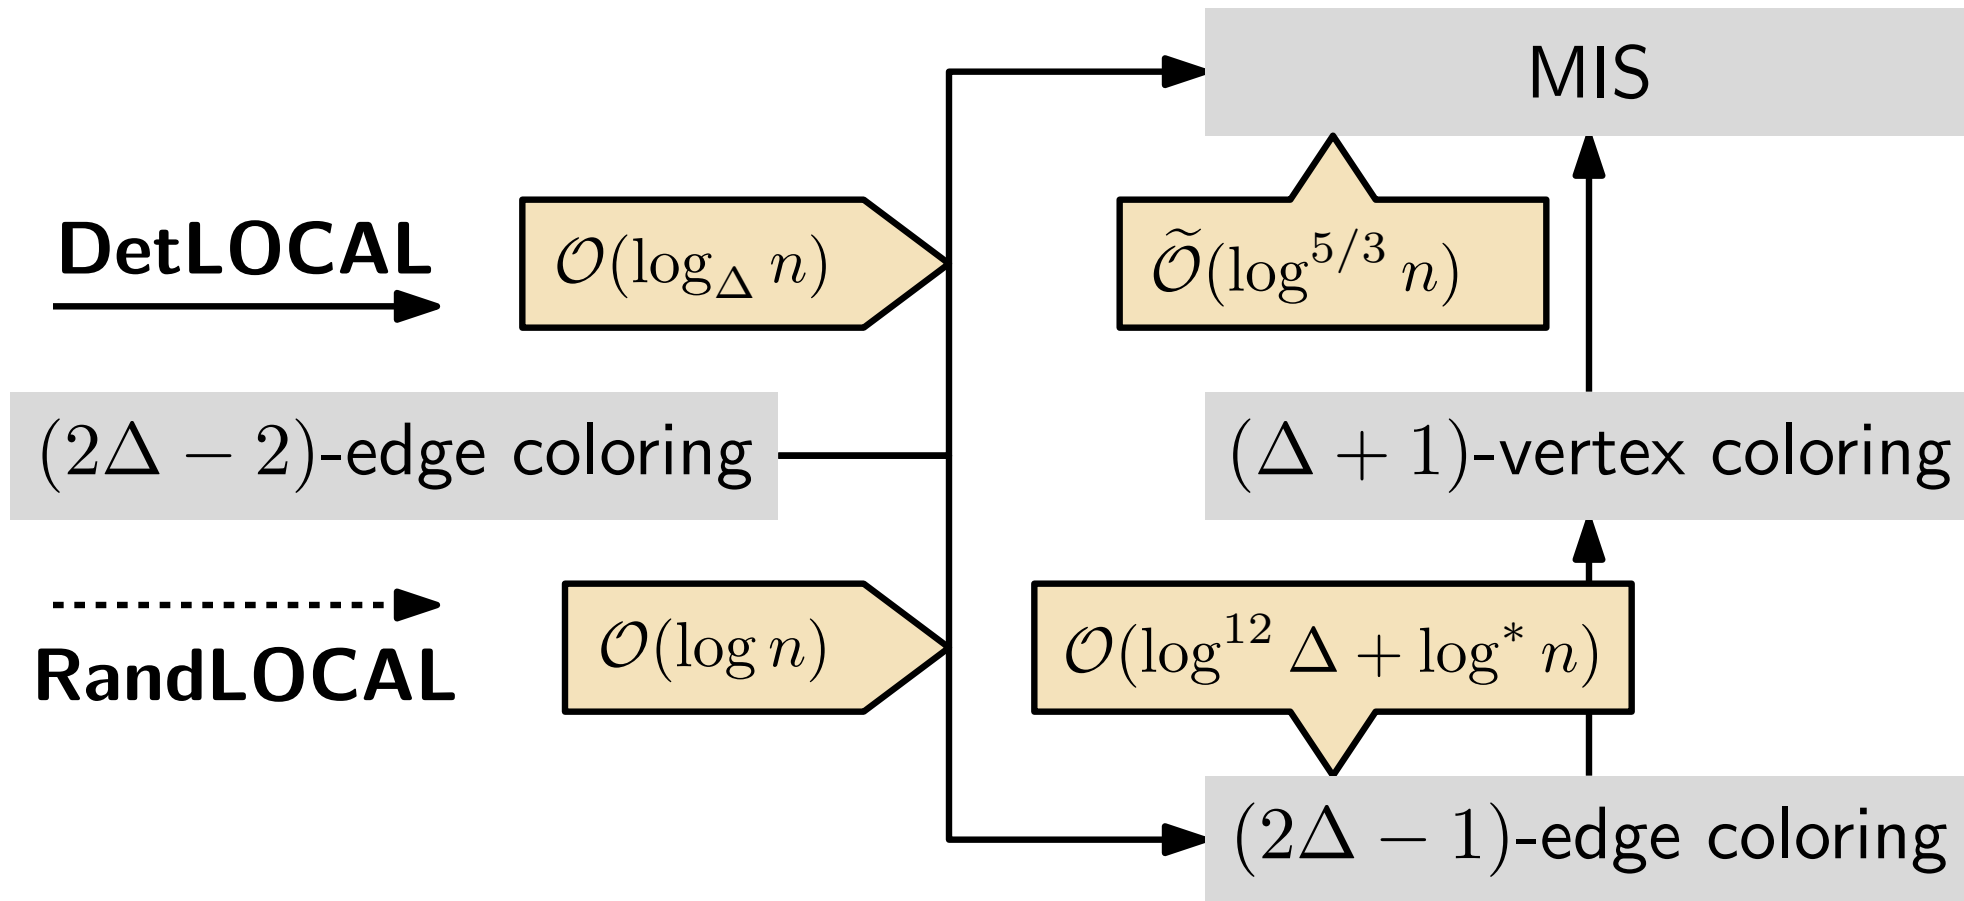 MIS
DetLOCAL
𝒪(log_Δ n)
𝒪̃(log^{5/3} n)
(2Δ − 2)-edge coloring
(Δ + 1)-vertex coloring
RandLOCAL
𝒪(log n)
𝒪(log^{12} Δ + log^* n)
(2Δ − 1)-edge coloring